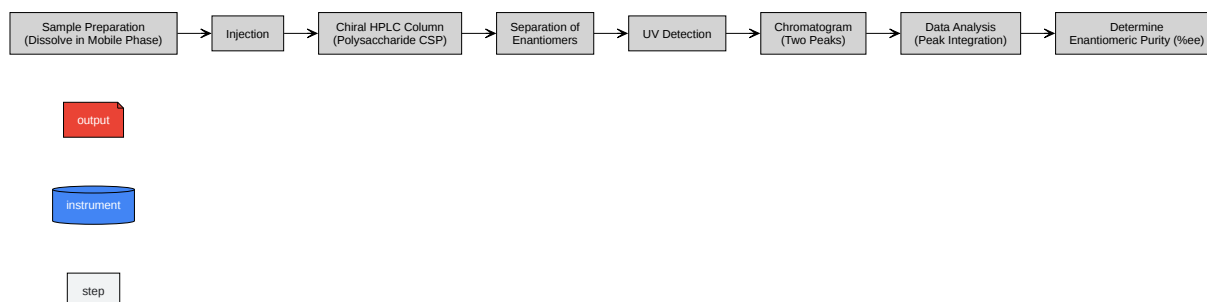 Sample Preparation
(Dissolve in Mobile Phase)
Injection
Chiral HPLC Column
(Polysaccharide CSP)
Separation of
Enantiomers
UV Detection
Chromatogram
(Two Peaks)
Data Analysis
(Peak Integration)
Determine
Enantiomeric Purity (%ee)
output
instrument
step